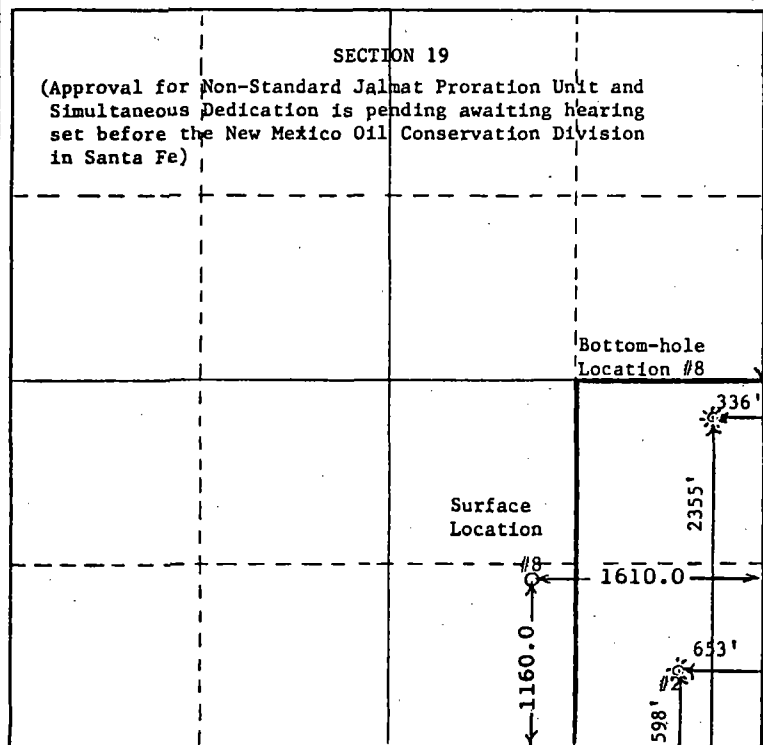 SECTION 19
(Approval for Non-Standard Jalmat Proration Unit and
Simultaneous Dedication is pending awaiting hearing
set before the New Mexico Oil Conservation Division
in Santa Fe)
Bottom-hole
Location #8
336'
2355'
Surface
Location
#8
1610.0
1160.0
653'
#2
598'